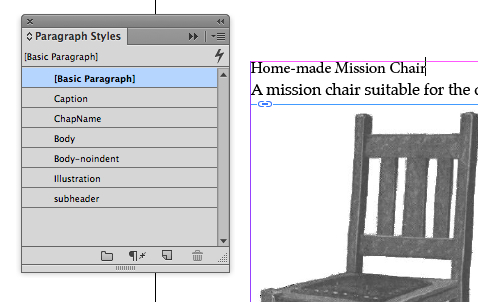 Paragraph Styles
[Basic Paragraph]
[Basic Paragraph]
Caption
ChapName
Body
Body-noindent
Illustration
subheader
Home-made Mission Chair
A mission chair suitable for the